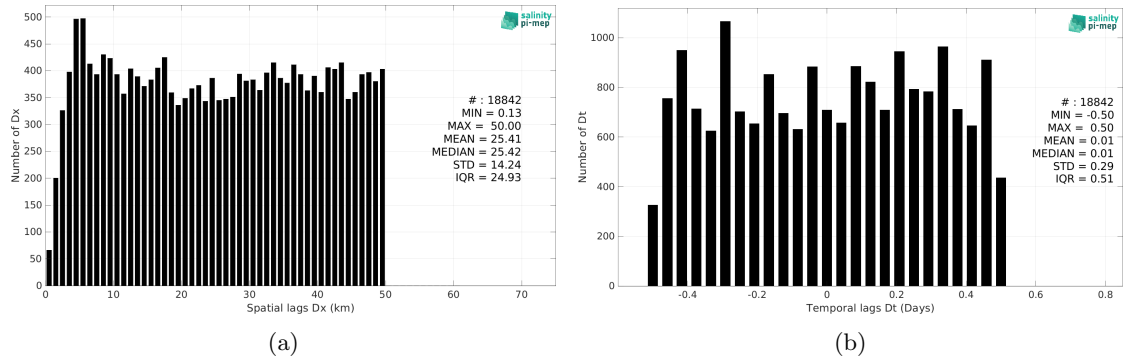 salinity
pi-mep
500
450
400
350
300
250
200
150
100
50
0
Number of Dx
# : 18842
MIN = 0.13
MAX = 50.00
MEAN = 25.41
MEDIAN = 25.42
STD = 14.24
IQR = 24.93
0 10 20 30 40 50 60 70
Spatial lags Dx (km)
(a)
salinity
pi-mep
1000
800
600
400
200
0
Number of Dt
# : 18842
MIN = -0.50
MAX = 0.50
MEAN = 0.01
MEDIAN = 0.01
STD = 0.29
IQR = 0.51
-0.4 -0.2 0 0.2 0.4 0.6 0.8
Temporal lags Dt (Days)
(b)